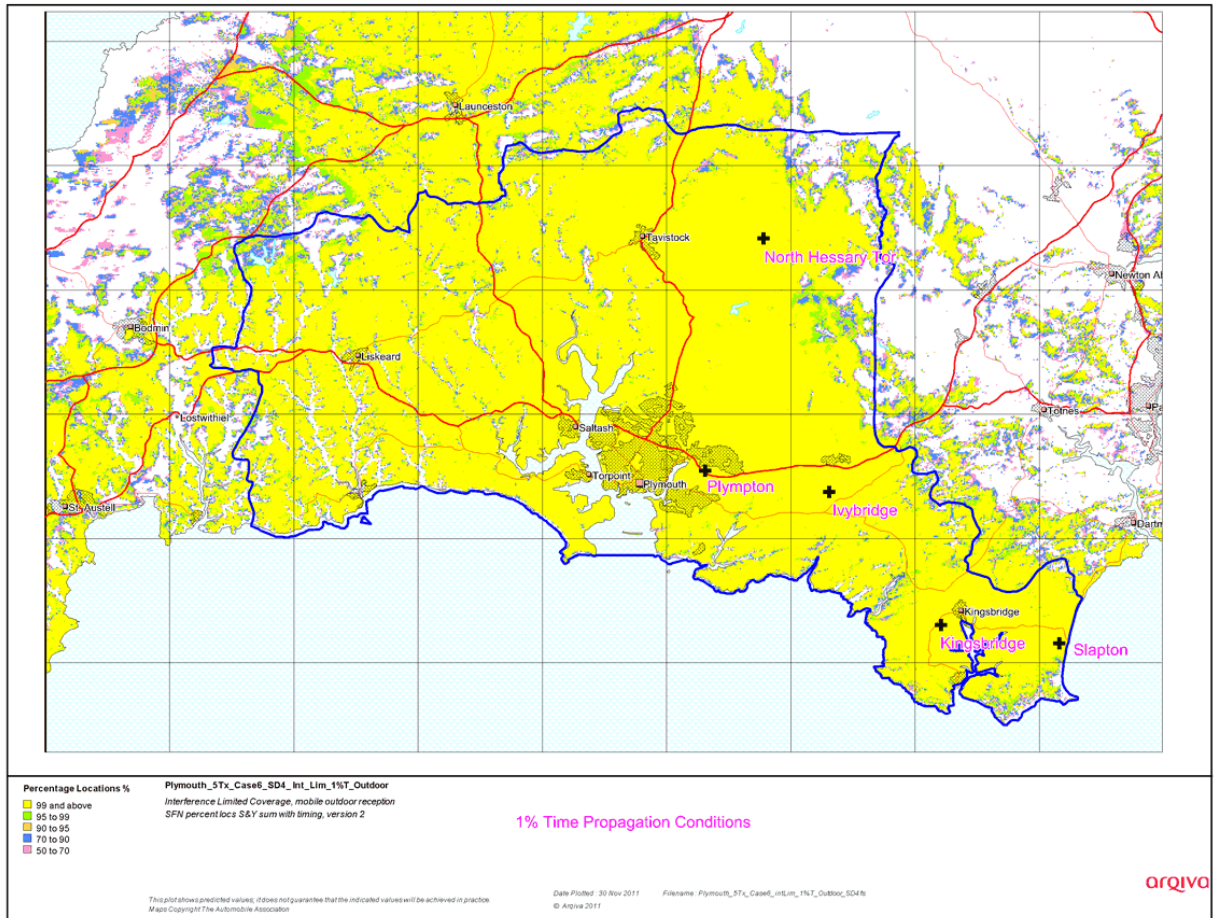 Launceston
Tavistock
North Hessary Tor
Newton Ab
Bodmin
Liskeard
Lostwithiel
Totnes
Pa
Saltash
Plympton
Torpoint
Plymouth
Ivybridge
St. Austell
Dartm
Kingsbridge
Kingsbridge
Slapton
Percentage Locations %
99 and above
95 to 99
90 to 95
70 to 90
50 to 70
Plymouth_5Tx_Case6_SD4_Int_Lim_1%T_Outdoor
Interference Limited Coverage, mobile outdoor reception
SFN percent locs S&Y sum with timing, version 2
1% Time Propagation Conditions
This plot shows predicted values; it does not guarantee that the indicated values will be achieved in practice
Maps Copyright The Automobile Association
Date Plotted : 30 Nov 2011 Filename : Plymouth_5Tx_Case6_intLim_1%T_Outdoor_SD4fs
© Arqiva 2011
arqiva